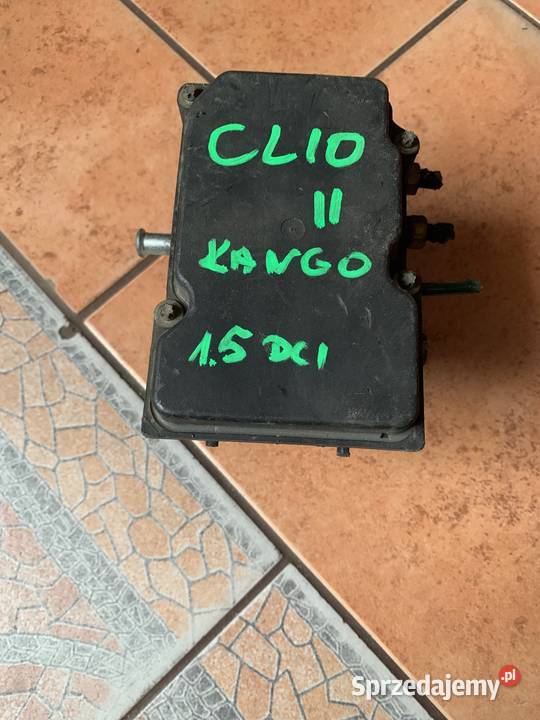 CLIO
II
KANGO
1.5 DCI
Sprzedajemy.pl